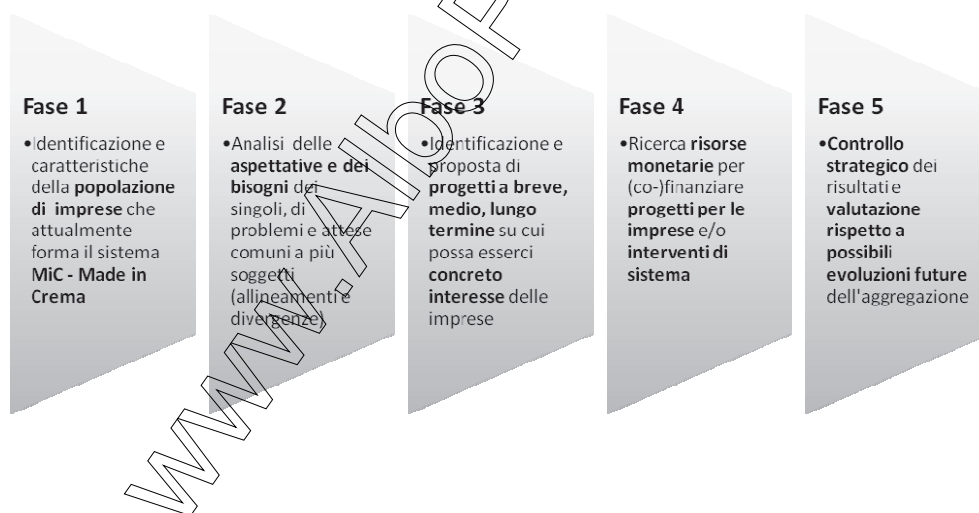 Fase 1
•Identificazione e
caratteristiche
della popolazione
di imprese che
attualmente
forma il sistema
MiC - Made in
Crema
Fase 2
•Analisi delle
aspettative e dei
bisogni dei
singoli, di
problemi e attese
comuni a più
soggetti
(allineamenti e
divergenze)
Fase 3
•Identificazione e
proposta di
progetti a breve,
medio, lungo
termine su cui
possa esserci
concreto
interesse delle
imprese
Fase 4
•Ricerca risorse
monetarie per
(co-)finanziare
progetti per le
imprese e/o
interventi di
sistema
Fase 5
•Controllo
strategico dei
risultati e
valutazione
rispetto a
possibili
evoluzioni future
dell'aggregazione
www.AlboP